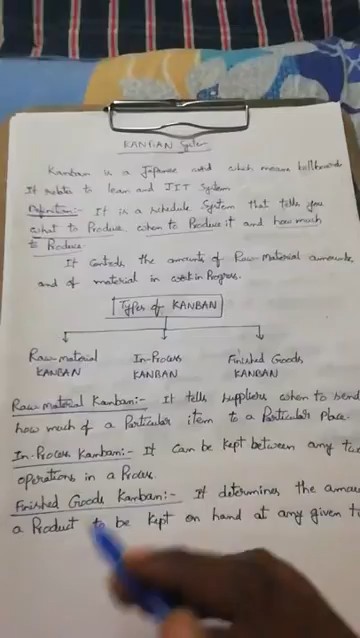 KANBAN System
Kanban is a Japanese word which means billboard
It relates to lean and JIT System
Definition:- It is a schedule System that tells you
what to Produce, when to Produce it and how much
to Produce.
It Controls the amounts of Raw-Material
and of material in work in Progress.
Types of KANBAN
Raw-material In-Process Finished Goods
KANBAN KANBAN KANBAN
Raw-material Kanban:- It tells suppliers when to send
how much of a Particular item to a Particular Place.
In-Process Kanban:- It Can be kept between any
operations in a Process.
Finished Goods Kanban:- It determines the
a Product to be kept on hand at any given